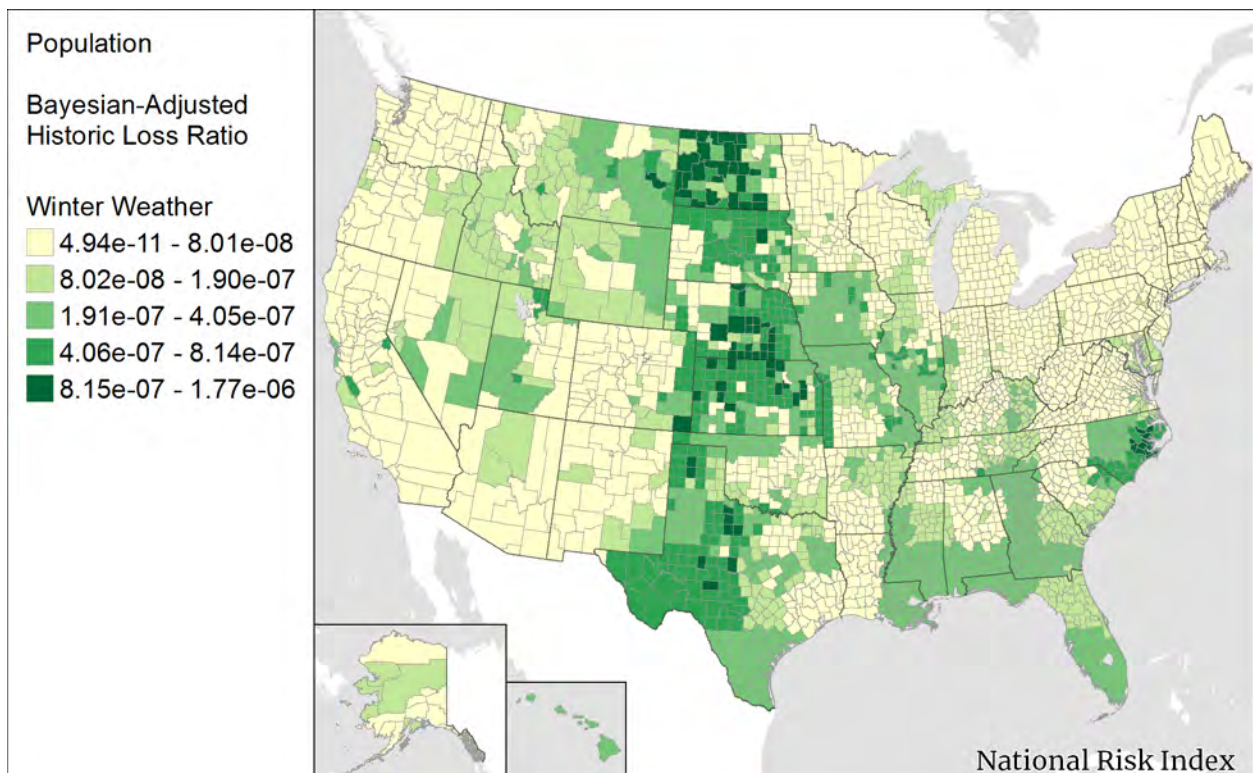 Population
Bayesian-Adjusted
Historic Loss Ratio
Winter Weather
4.94e-11 - 8.01e-08
8.02e-08 - 1.90e-07
1.91e-07 - 4.05e-07
4.06e-07 - 8.14e-07
8.15e-07 - 1.77e-06
National Risk Index